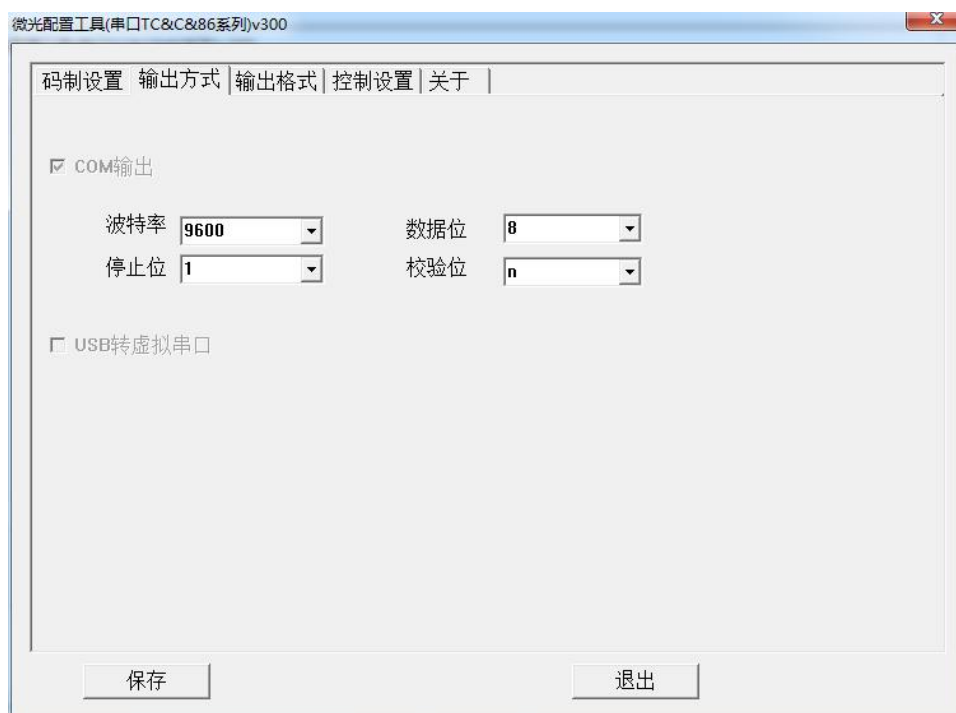 微光配置工具(串口TC&C&86系列)v300
码制设置 输出方式 输出格式 控制设置 关于
COM输出
波特率 9600 数据位 8
停止位 1 校验位 n
USB转虚拟串口
保存 退出